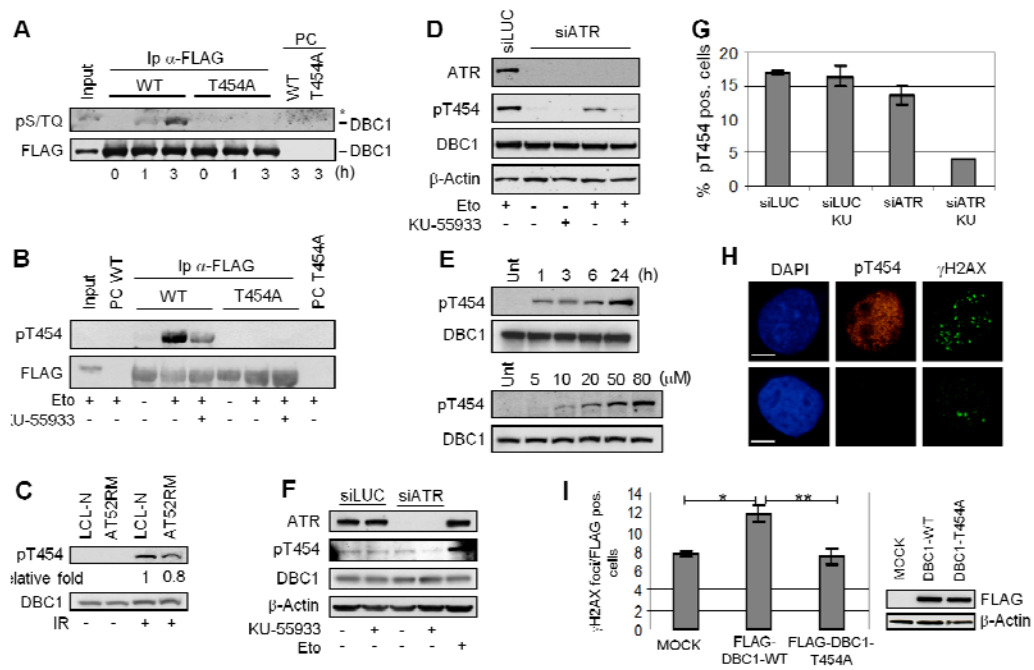 A
Input
Ip α-FLAG
WT
T454A
PC
WT
T454A
*
pS/TQ
DBC1
FLAG
DBC1
0 1 3 0 1 3 3 3 (h)
B
Input
PC WT
Ip α-FLAG
WT
T454A
PC T454A
pT454
FLAG
Eto + + - + + - + + +
KU-55933 + +
C
LCL-N
AT52RM
LCL-N
AT52RM
pT454
relative fold 1 0.8
DBC1
IR - - + +
D
siLUC
siATR
ATR
pT454
DBC1
β-Actin
Eto + - - + +
KU-55933 - - + - +
E
Unt 1 3 6 24 (h)
pT454
DBC1
Unt 5 10 20 50 80 (μM)
pT454
DBC1
F
siLUC siATR
ATR
pT454
DBC1
β-Actin
KU-55933 - + - + -
Eto - - - - +
G
% pT454 pos. cells
20
15
10
5
0
siLUC
siLUC KU
siATR
siATR KU
H
DAPI pT454 γH2AX
I
γH2AX foci/FLAG pos. cells
14
12
10
8
6
4
2
0
* **
MOCK
FLAG-DBC1-WT
FLAG-DBC1-T454A
MOCK
DBC1-WT
DBC1-T454A
FLAG
β-Actin